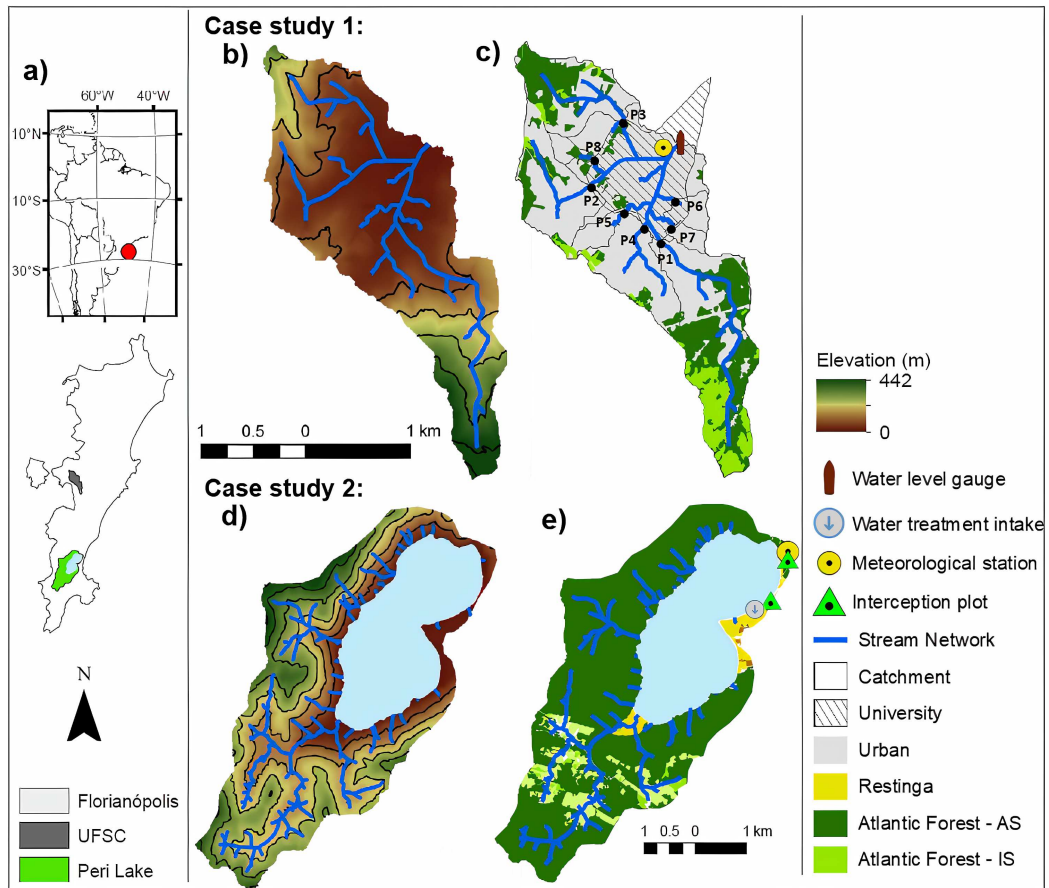 Case study 1:
a)
b)
c)
60°W 40°W
10°N
10°S
30°S
P3
P8
P2
P6
P5
P4
P7
P1
1 0.5 0 1 km
Case study 2:
d)
e)
1 0.5 0 1 km
N
Florianópolis
UFSC
Peri Lake
Elevation (m)
442
0
Water level gauge
Water treatment intake
Meteorological station
Interception plot
Stream Network
Catchment
University
Urban
Restinga
Atlantic Forest - AS
Atlantic Forest - IS